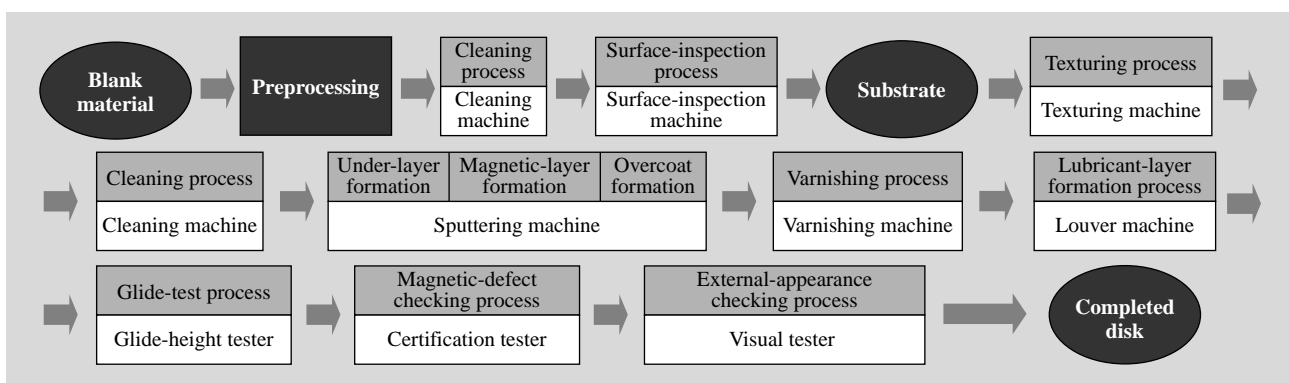 Blank
material
Preprocessing
Cleaning
process
Cleaning
machine
Surface-inspection
process
Surface-inspection
machine
Substrate
Texturing process
Texturing machine
Cleaning process
Cleaning machine
Under-layer
formation
Magnetic-layer
formation
Overcoat
formation
Sputtering machine
Varnishing process
Varnishing machine
Lubricant-layer
formation process
Louver machine
Glide-test process
Glide-height tester
Magnetic-defect
checking process
Certification tester
External-appearance
checking process
Visual tester
Completed
disk